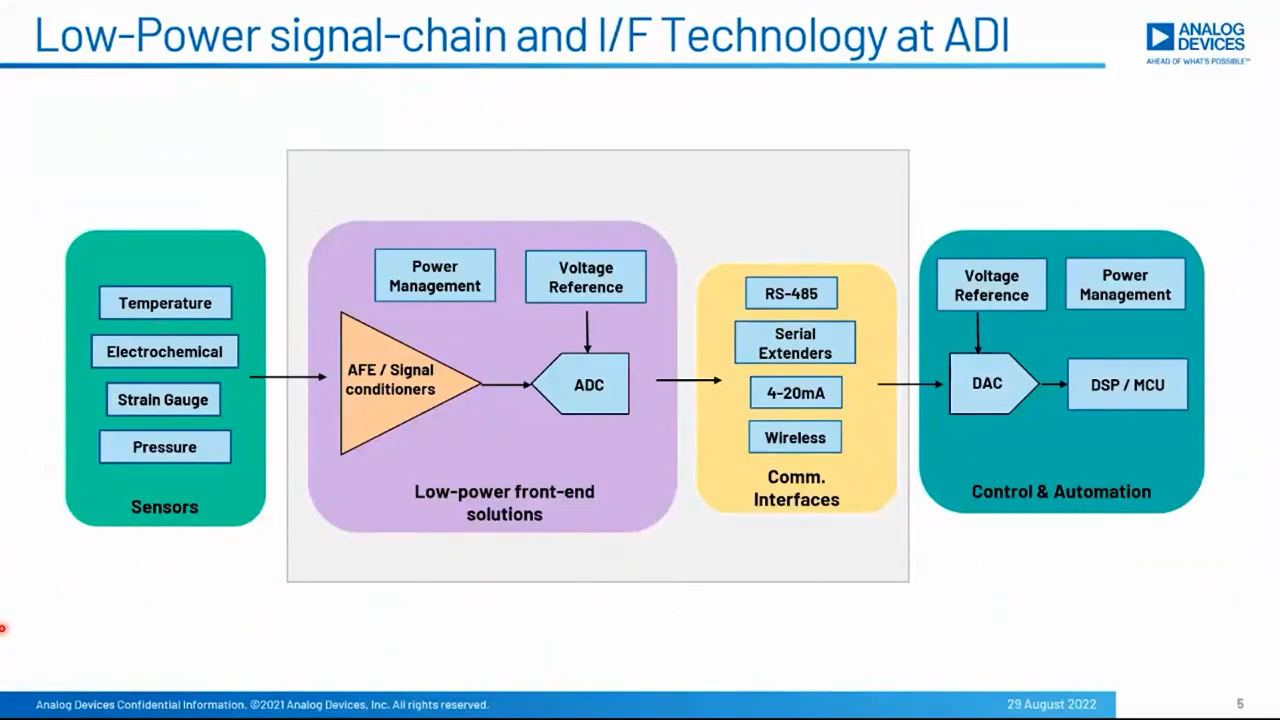 Low-Power signal-chain and I/F Technology at ADI
ANALOG
DEVICES
AHEAD OF WHAT'S POSSIBLE™
Temperature
Electrochemical
Strain Gauge
Pressure
Sensors
Power
Management
Voltage
Reference
AFE / Signal
conditioners
ADC
Low-power front-end
solutions
RS-485
Serial
Extenders
4-20mA
Wireless
Comm.
Interfaces
Voltage
Reference
Power
Management
DAC
DSP / MCU
Control & Automation
Analog Devices Confidential Information. ©2021 Analog Devices, Inc. All rights reserved.
29 August 2022
5